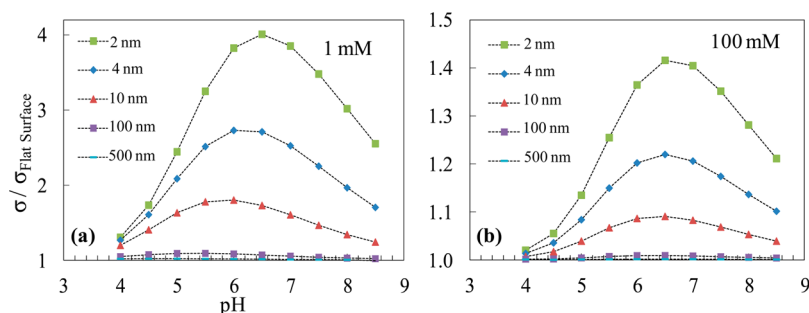 4
3
2
1
σ / σFlat Surface
2 nm
4 nm
10 nm
100 nm
500 nm
1 mM
(a)
3 4 5 6 7 8 9
pH
1.5
1.4
1.3
1.2
1.1
1.0
2 nm
4 nm
10 nm
100 nm
500 nm
100 mM
(b)
3 4 5 6 7 8 9